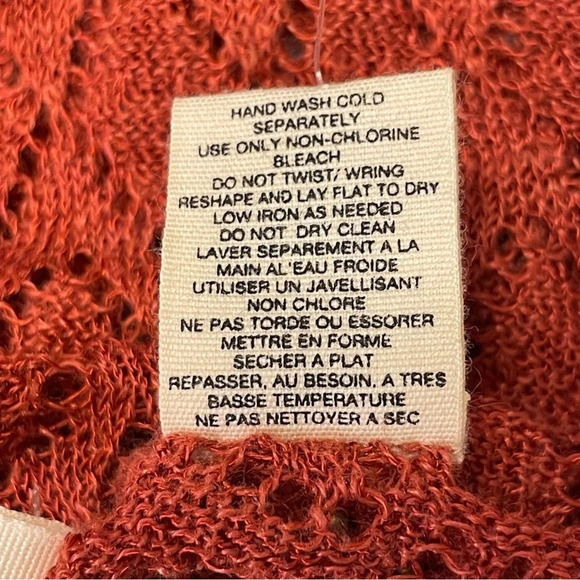 HAND WASH COLD
SEPARATELY
USE ONLY NON-CHLORINE
BLEACH
DO NOT TWIST/ WRING
RESHAPE AND LAY FLAT TO DRY
LOW IRON AS NEEDED
DO NOT DRY CLEAN
LAVER SEPAREMENT A LA
MAIN AL'EAU FROIDE
UTILISER UN JAVELLISANT
NON CHLORE
NE PAS TORDE OU ESSORER
METTRE EN FORME
SECHER A PLAT
REPASSER, AU BESOIN, A TRES
BASSE TEMPERATURE
NE PAS NETTOYER A SEC